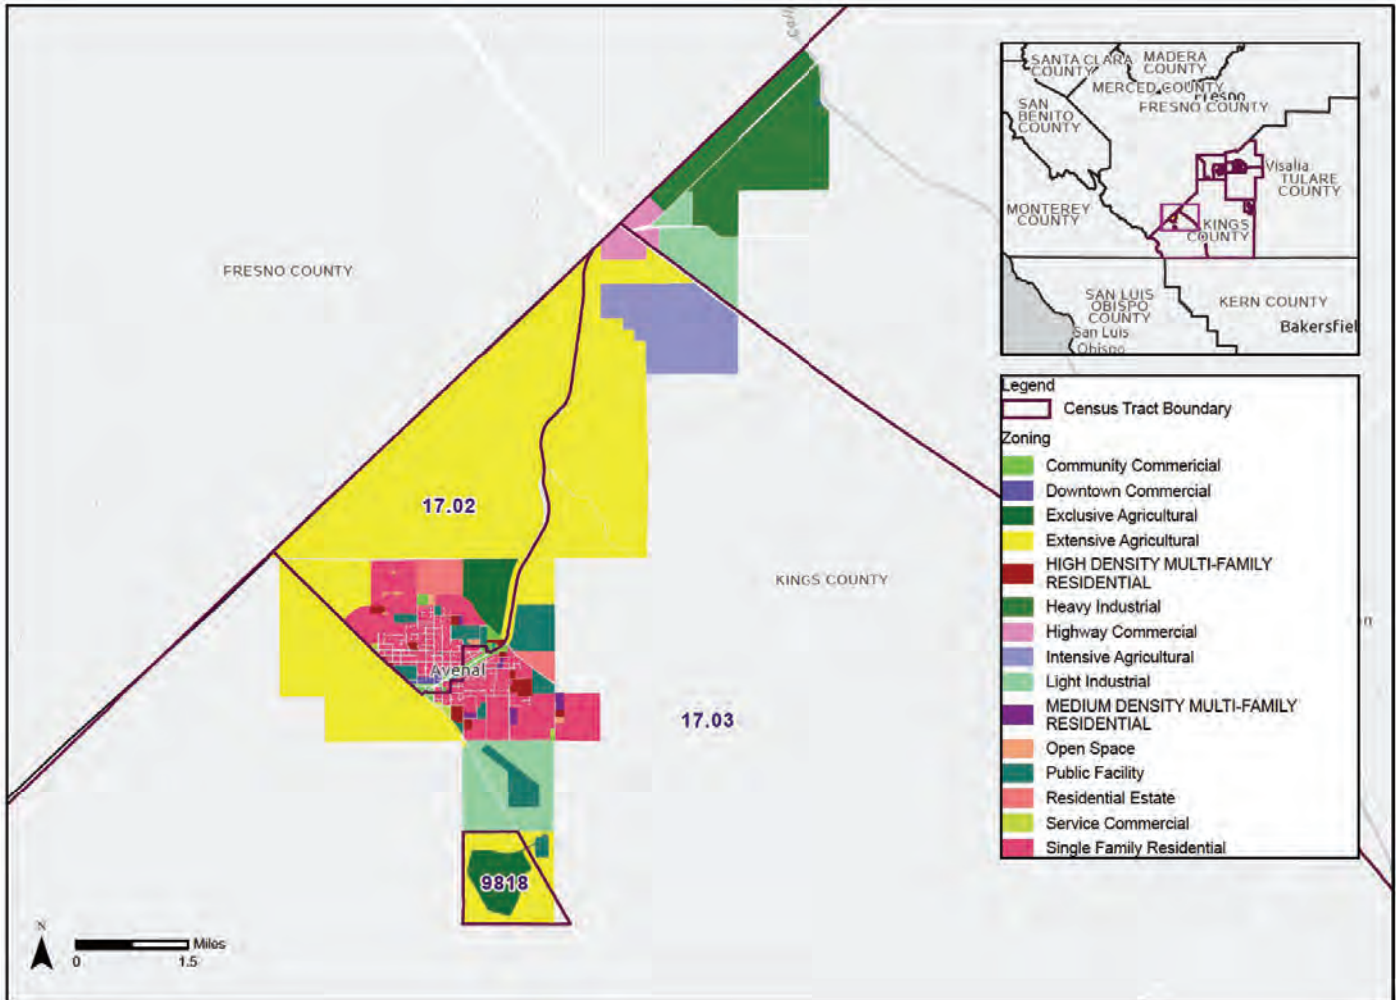 FRESNO COUNTY
17.02
KINGS COUNTY
Avenal
17.03
9818
N
Miles
0 1.5
SANTA CLARA
COUNTY
MADERA
COUNTY
MERCED COUNTY
Fresno
FRESNO COUNTY
SAN
BENITO
COUNTY
Visalia
TULARE
COUNTY
MONTEREY
COUNTY
KINGS
COUNTY
SAN LUIS
OBISPO
COUNTY
KERN COUNTY
San Luis
Obispo
Bakersfiel
Legend
Census Tract Boundary
Zoning
Community Commericial
Downtown Commercial
Exclusive Agricultural
Extensive Agricultural
HIGH DENSITY MULTI-FAMILY
RESIDENTIAL
Heavy Industrial
Highway Commercial
Intensive Agricultural
Light Industrial
MEDIUM DENSITY MULTI-FAMILY
RESIDENTIAL
Open Space
Public Facility
Residential Estate
Service Commercial
Single Family Residential